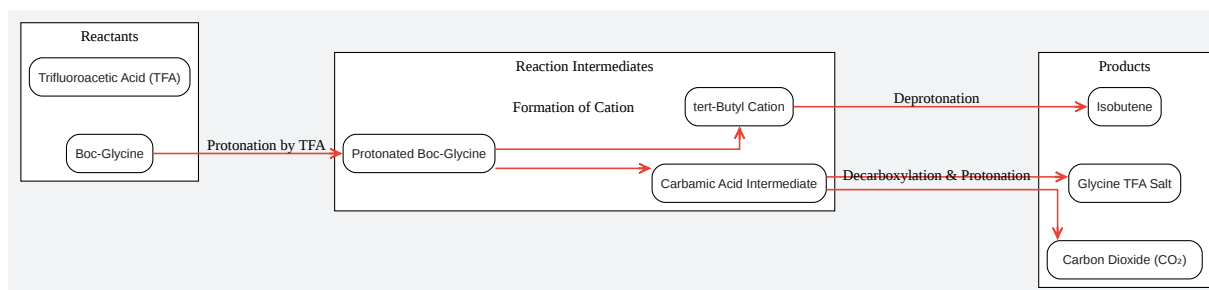 Reactants
Trifluoroacetic Acid (TFA)
Boc-Glycine
Protonation by TFA
Reaction Intermediates
Formation of Cation
tert-Butyl Cation
Protonated Boc-Glycine
Carbamic Acid Intermediate
Deprotonation
Decarboxylation & Protonation
Products
Isobutene
Glycine TFA Salt
Carbon Dioxide (CO₂)